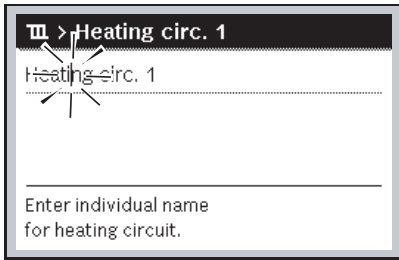 > Heating circ. 1
Heating circ. 1
Enter individual name
for heating circuit.